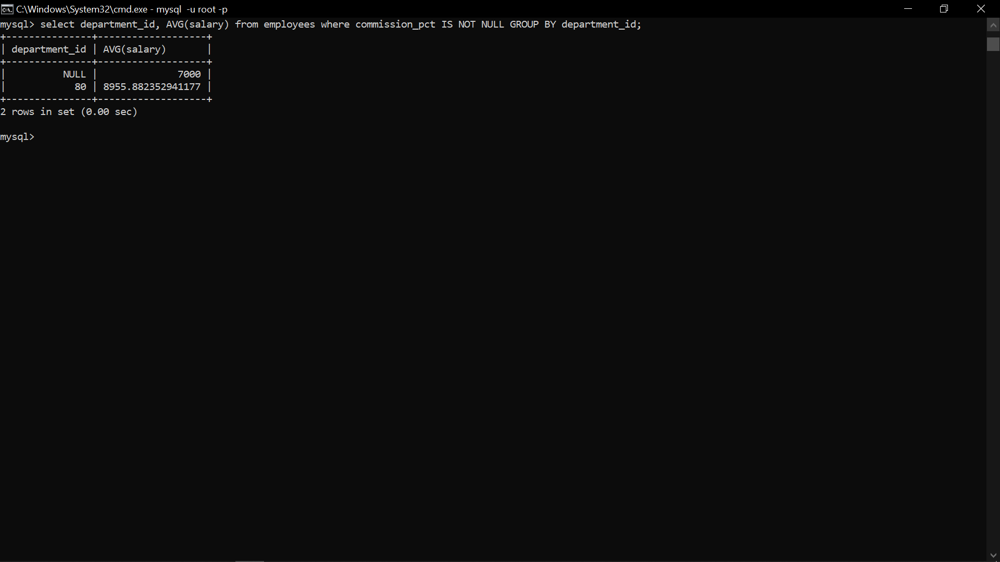 C:\Windows\System32\cmd.exe - mysql  -u root -p
mysql> select department_id, AVG(salary) from employees where commission_pct IS NOT NULL GROUP BY department_id;
+---------------+-------------------+
| department_id | AVG(salary)       |
+---------------+-------------------+
|          NULL |              7000 |
|            80 | 8955.882352941177 |
+---------------+-------------------+
2 rows in set (0.00 sec)
mysql>